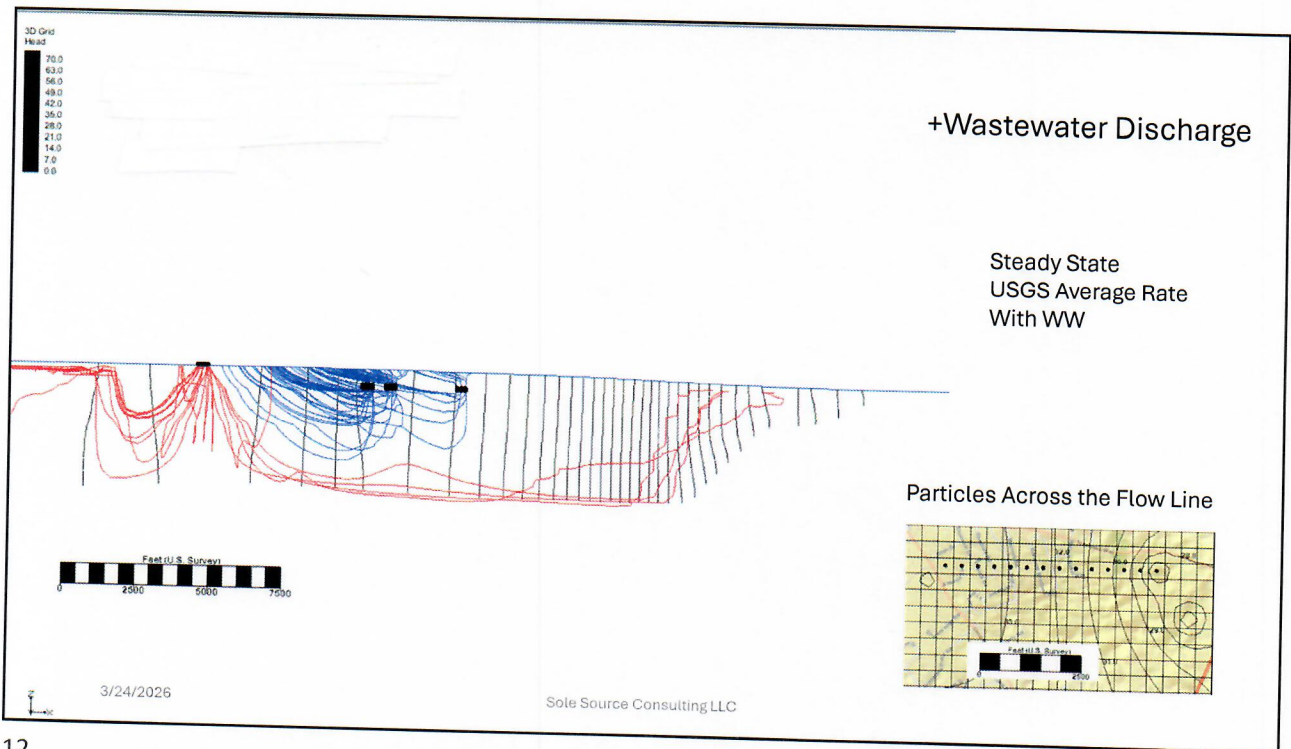 3D Grid
Head
70.0
63.0
56.0
49.0
42.0
35.0
28.0
21.0
14.0
7.0
0.0
+Wastewater Discharge
Steady State
USGS Average Rate
With WW
Feet (U.S. Survey)
0 2500 5000 7500
Particles Across the Flow Line
Feet (U.S. Survey)
0 2500
3/24/2026
Sole Source Consulting LLC
Z
X
12